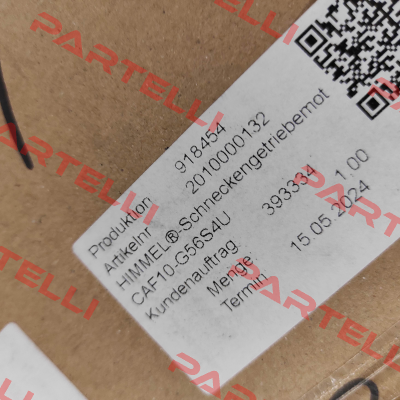 Produktion 918454
Artikelnr 2010000132
HIMMEL®-Schneckengetriebemot
CAF10-G56S4U
Kundenauftrag: 393334
Menge: 1,00
Termin: 15.05.2024
PARTELLI
PARTELLI
PARTELLI
PARTELLI
PARTELLI
PARTELLI